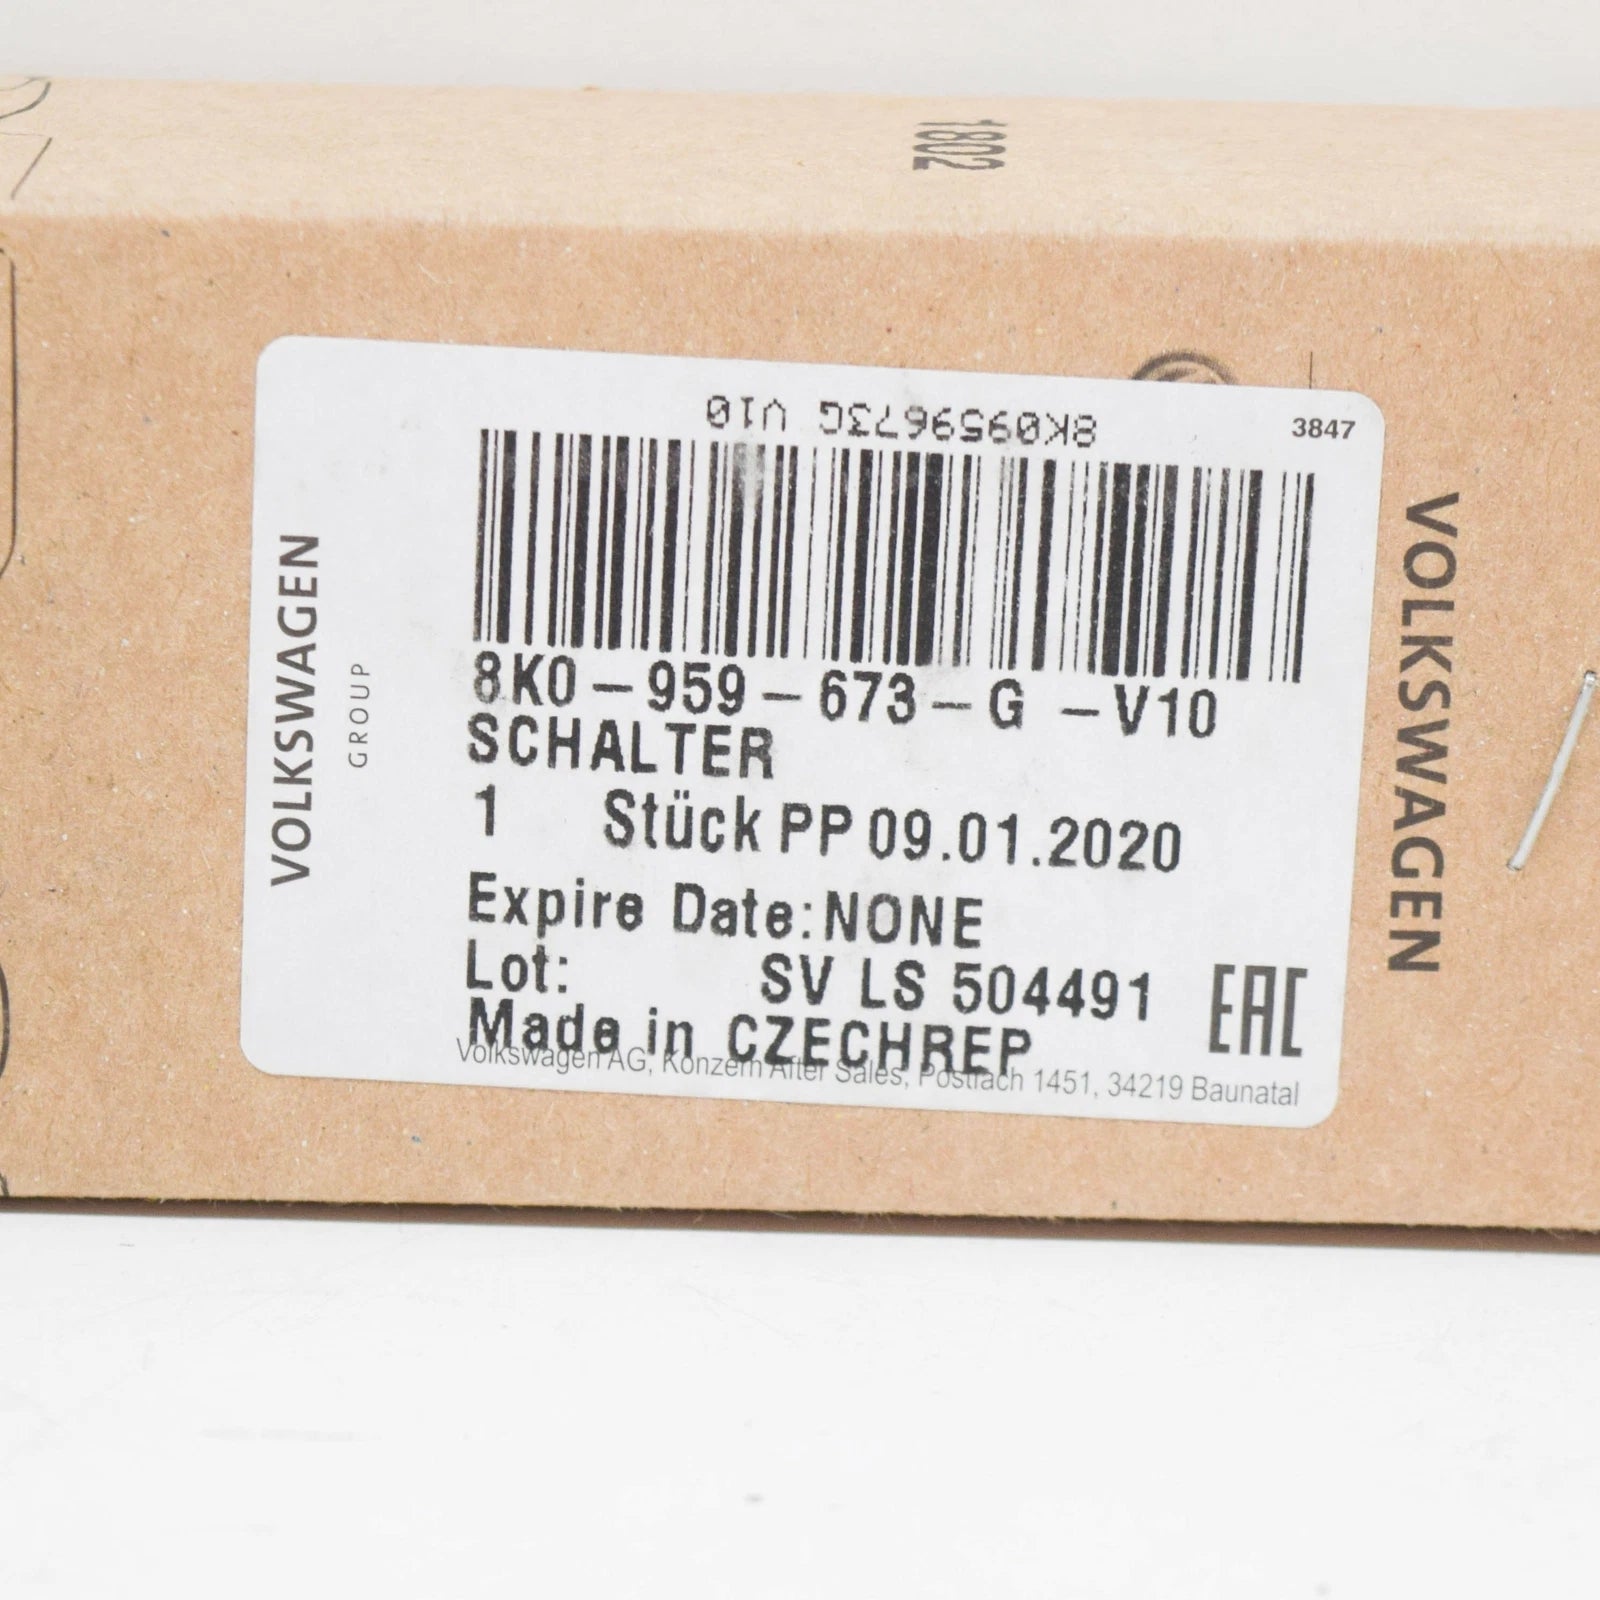 1802
8K0959673G V10
3847
8K0-959-673-G -V10
SCHALTER
1 Stück PP 09.01.2020
Expire Date:NONE
Lot: SV LS 504491
Made in CZECHREP
EAC
Volkswagen AG, Konzern After Sales, Postfach 1451, 34219 Baunatal
VOLKSWAGEN
GROUP
VOLKSWAGEN